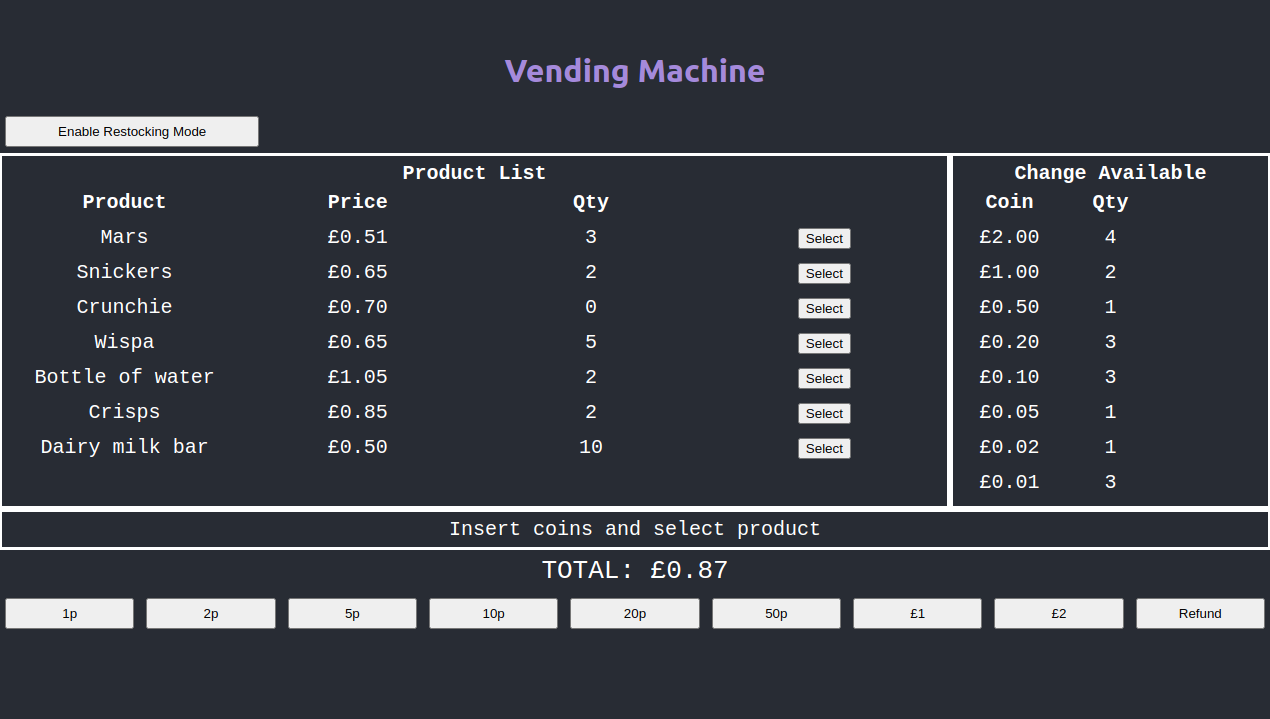 Vending Machine
Enable Restocking Mode
Product List
Product Price Qty
Mars £0.51 3 Select
Snickers £0.65 2 Select
Crunchie £0.70 0 Select
Wispa £0.65 5 Select
Bottle of water £1.05 2 Select
Crisps £0.85 2 Select
Dairy milk bar £0.50 10 Select
Change Available
Coin Qty
£2.00 4
£1.00 2
£0.50 1
£0.20 3
£0.10 3
£0.05 1
£0.02 1
£0.01 3
Insert coins and select product
TOTAL: £0.87
1p 2p 5p 10p 20p 50p £1 £2 Refund